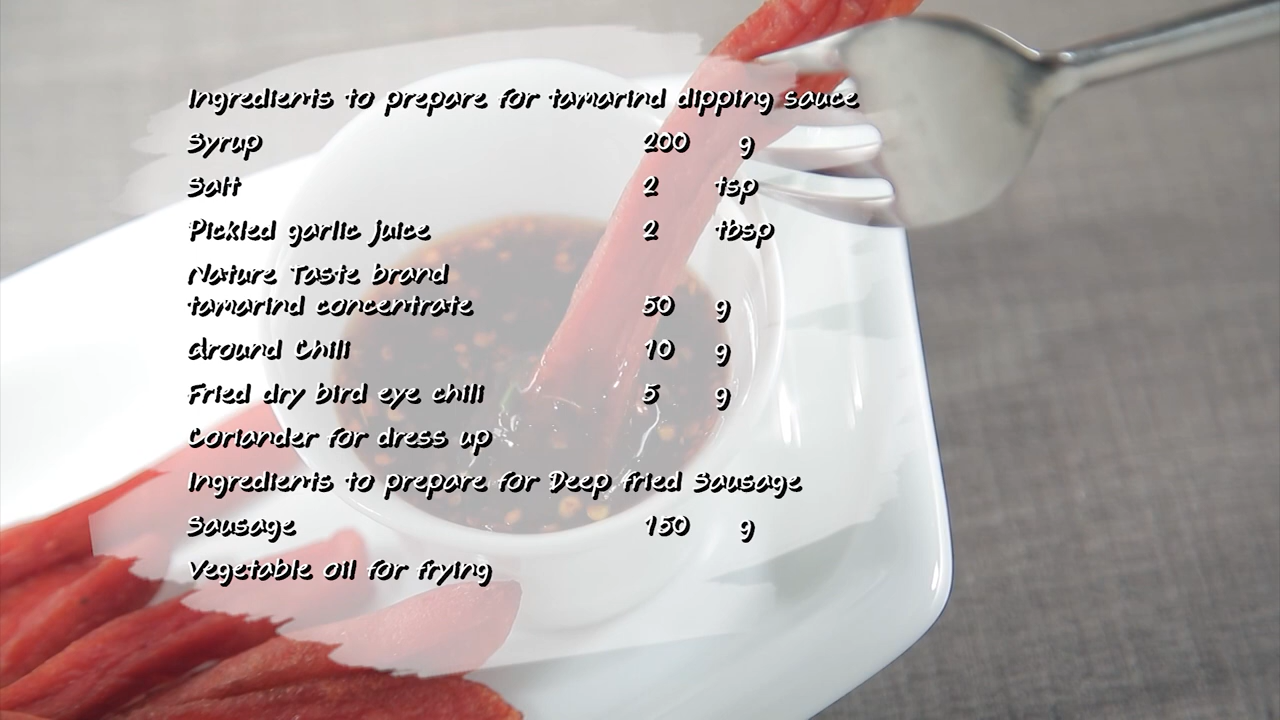 Ingredients to prepare for tamarind dipping sauce
Syrup 200 g
Salt 2 tsp
Pickled garlic juice 2 tbsp
Nature Taste brand
tamarind concentrate 50 g
Ground Chili 10 g
Fried dry bird eye chili 5 g
Coriander for dress up
Ingredients to prepare for Deep fried Sausage
Sausage 150 g
Vegetable oil for frying